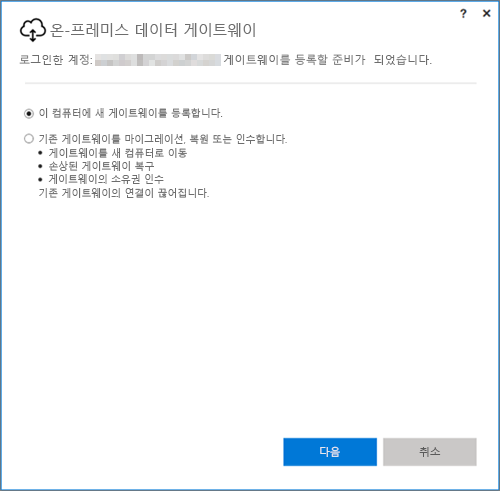 ? ×
온-프레미스 데이터 게이트웨이
로그인한 계정: 게이트웨이를 등록할 준비가 되었습니다.
이 컴퓨터에 새 게이트웨이를 등록합니다.
기존 게이트웨이를 마이그레이션, 복원 또는 인수합니다.
• 게이트웨이를 새 컴퓨터로 이동
• 손상된 게이트웨이 복구
• 게이트웨이의 소유권 인수
기존 게이트웨이의 연결이 끊어집니다.
다음 취소